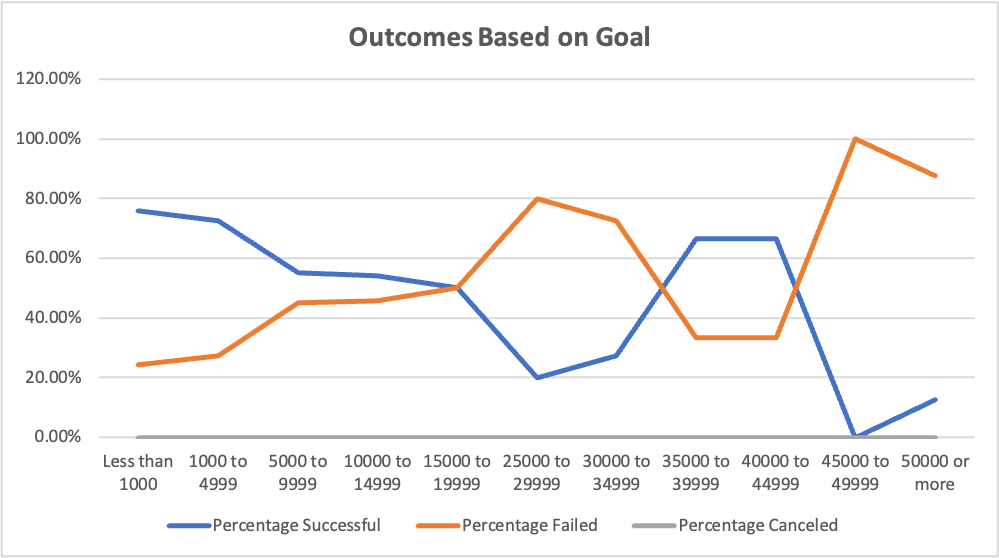 Outcomes Based on Goal
120.00%
100.00%
80.00%
60.00%
40.00%
20.00%
0.00%
Less than 1000 to 5000 to 10000 to 15000 to 25000 to 30000 to 35000 to 40000 to 45000 to 50000 or
1000 4999 9999 14999 19999 29999 34999 39999 44999 49999 more
Percentage Successful Percentage Failed Percentage Canceled